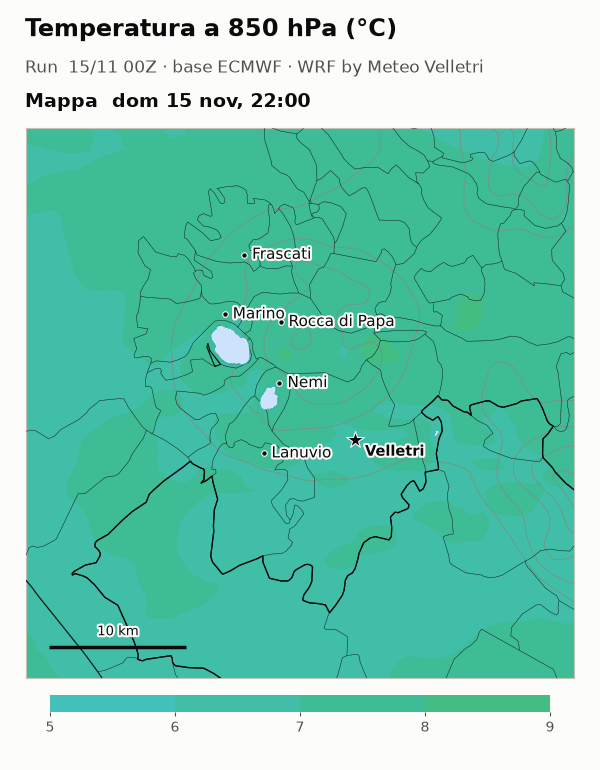 Temperatura a 850 hPa (°C)
Run  15/11 00Z · base ECMWF · WRF by Meteo Velletri
Mappa  dom 15 nov, 22:00
Frascati
Marino
Rocca di Papa
Nemi
Velletri
Lanuvio
10 km
5 6 7 8 9